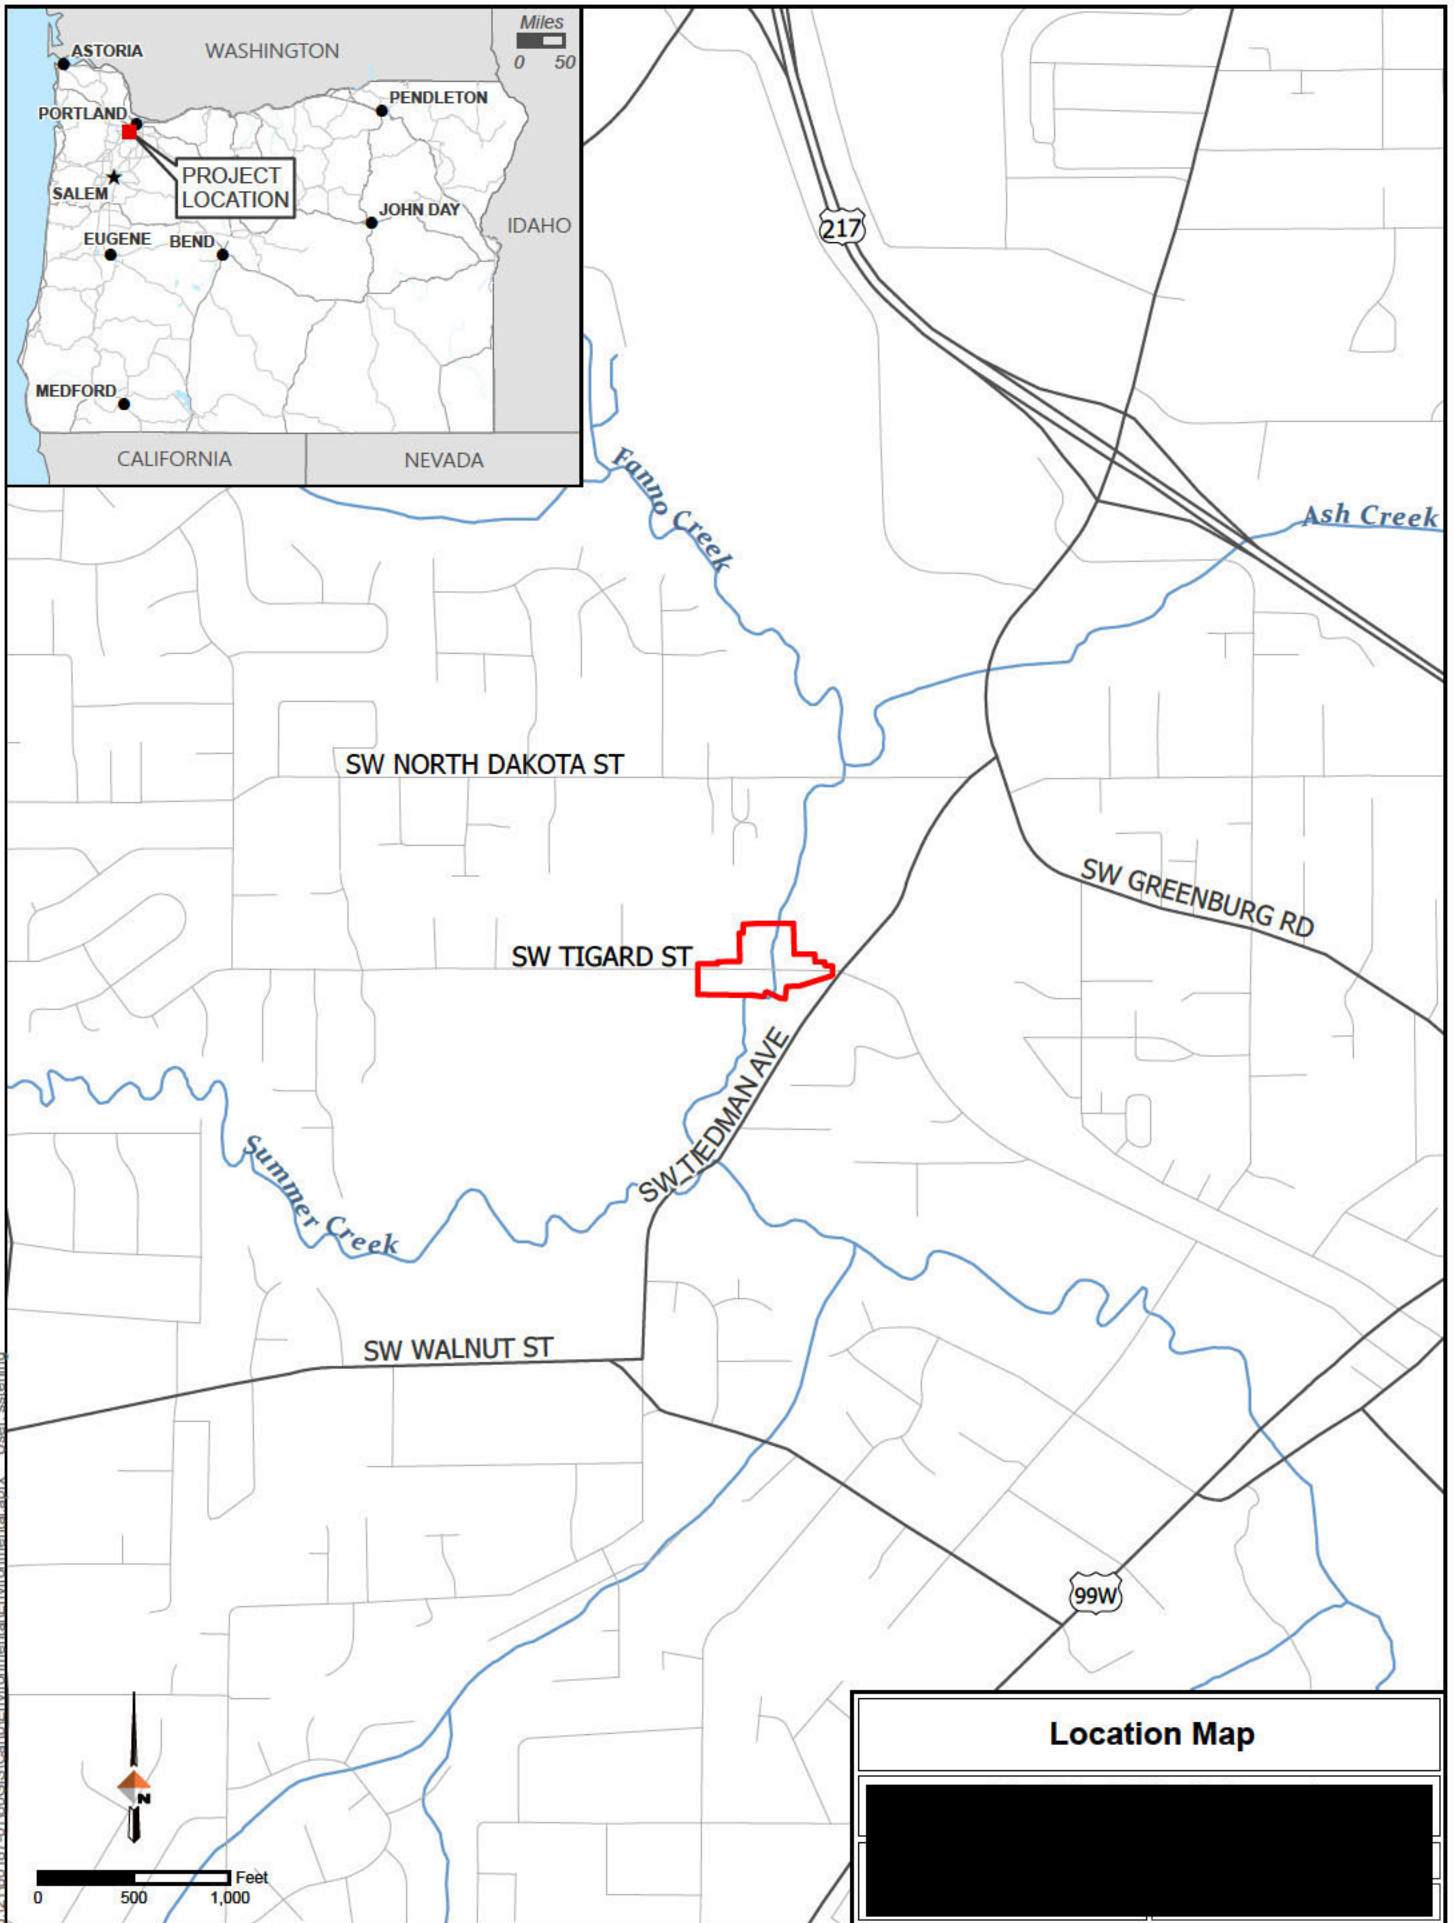 Miles
0 50
ASTORIA
WASHINGTON
PENDLETON
PORTLAND
PROJECT
LOCATION
SALEM
JOHN DAY
IDAHO
EUGENE
BEND
MEDFORD
CALIFORNIA
NEVADA
217
Fanno Creek
Ash Creek
SW NORTH DAKOTA ST
SW GREENBURG RD
SW TIGARD ST
SW TIEDMAN AVE
Summer Creek
SW WALNUT ST
99W
N
Feet
0 500 1,000
Location Map